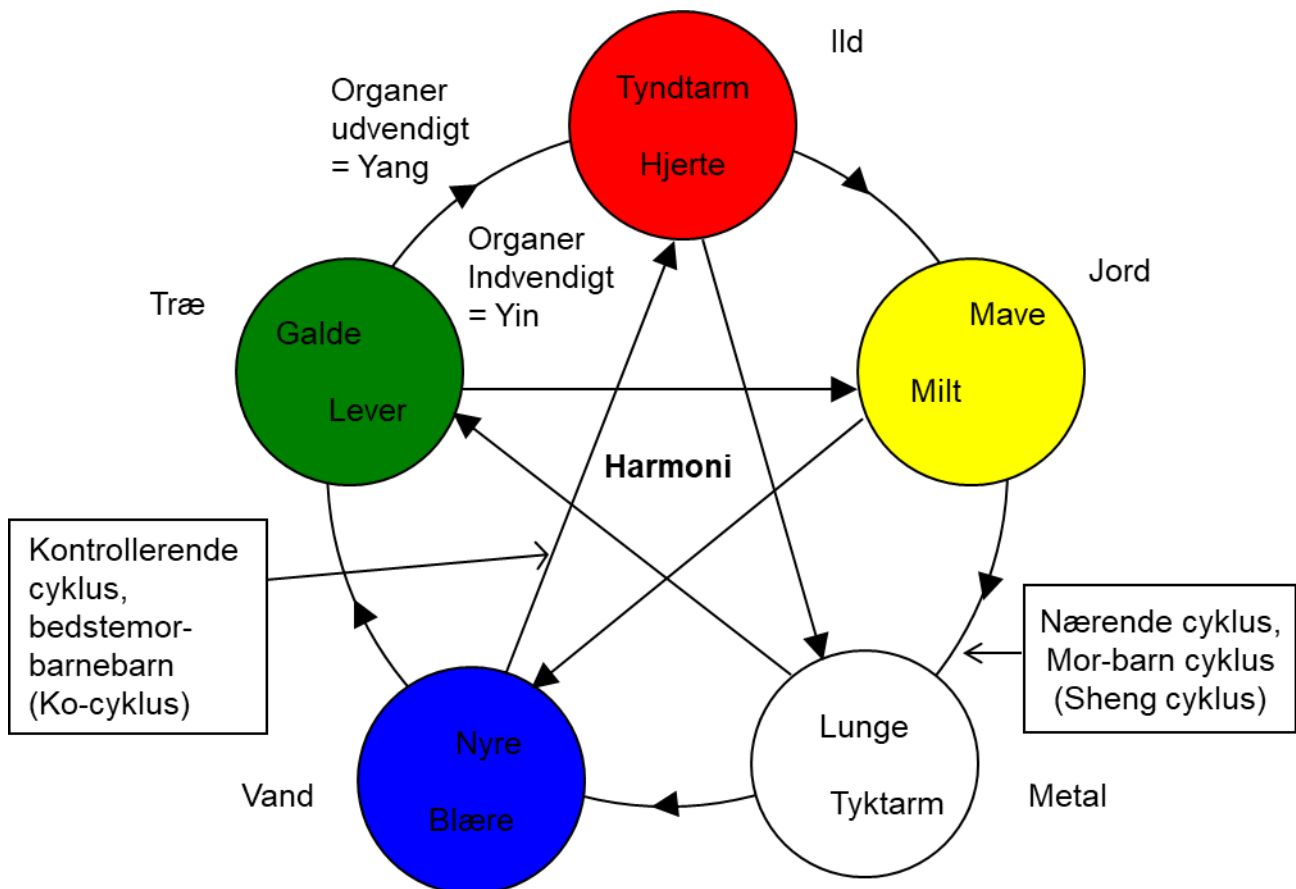 Ild
Tyndtarm
Hjerte
Organer
udvendigt
= Yang
Organer
Indvendigt
= Yin
Jord
Mave
Milt
Træ
Galde
Lever
Harmoni
Kontrollerende
cyklus,
bedstemor-
barnebarn
(Ko-cyklus)
Nærende cyklus,
Mor-barn cyklus
(Sheng cyklus)
Vand
Nyre
Blære
Lunge
Tyktarm
Metal